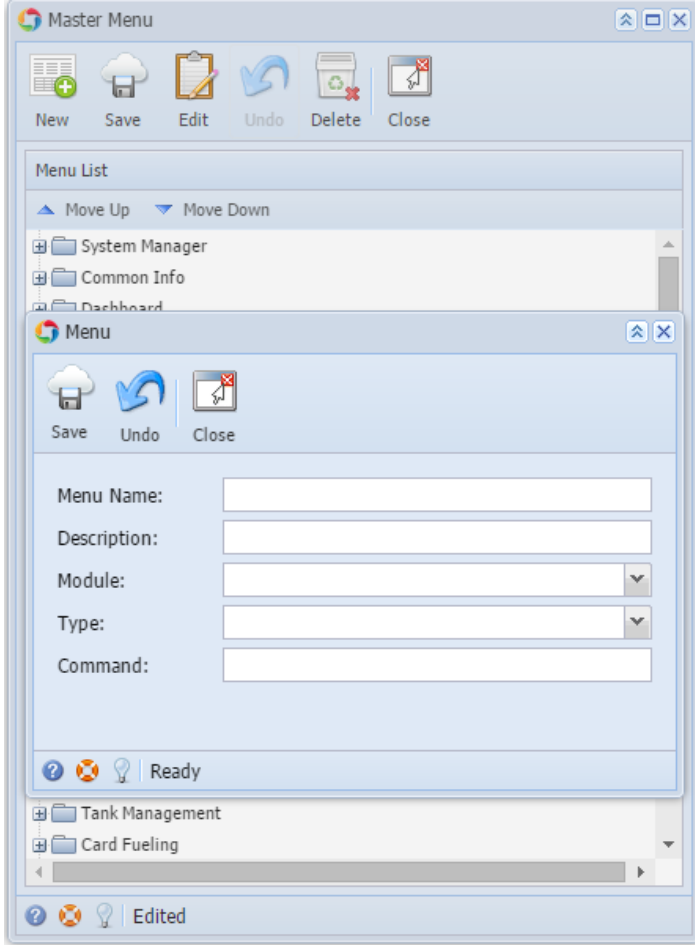 Master Menu
New Save Edit Undo Delete Close
Menu List
Move Up Move Down
System Manager
Common Info
Dashboard
Menu
Save Undo Close
Menu Name:
Description:
Module:
Type:
Command:
Ready
Tank Management
Card Fueling
Edited